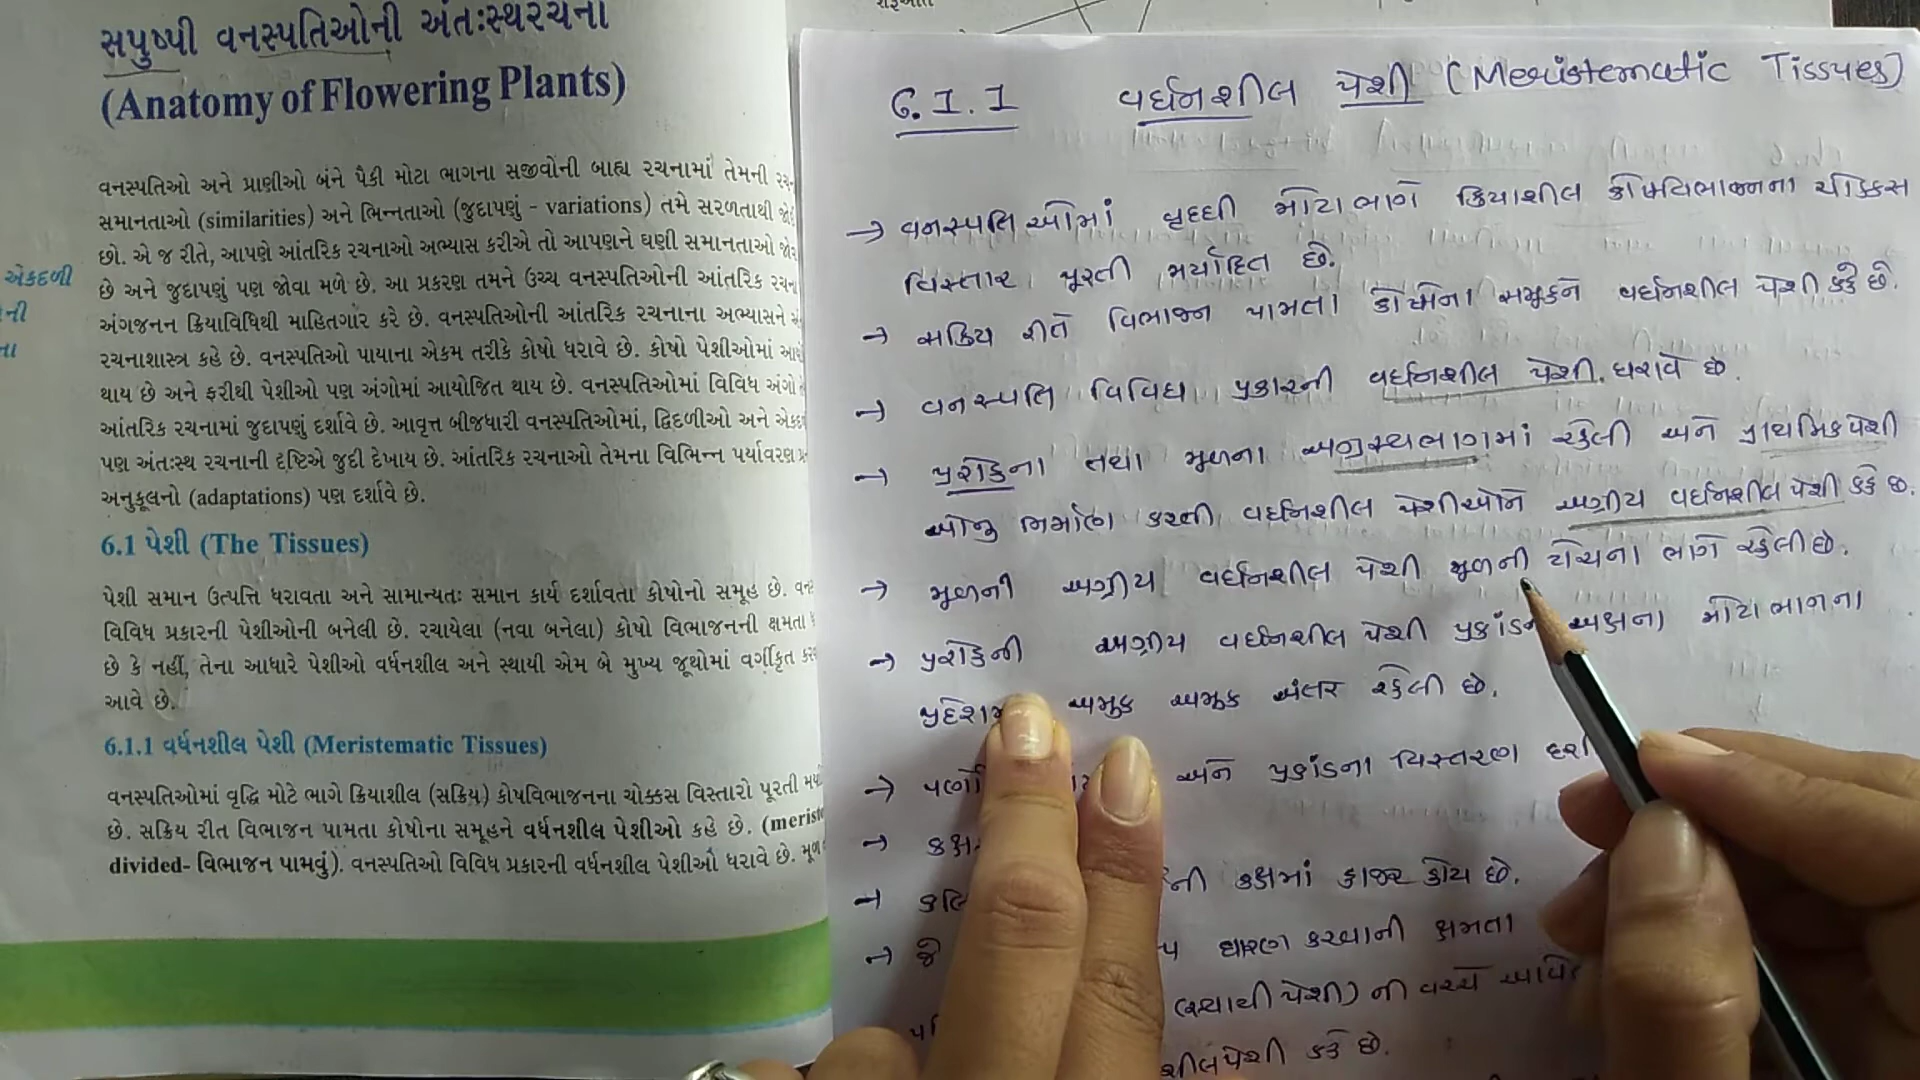 સપુષ્પી વનસ્પતિઓની અંતઃસ્થરચના
(Anatomy of Flowering Plants)
વનસ્પતિઓ અને પ્રાણીઓ બંને પૈકી મોટા ભાગના સજીવોની બાહ્ય રચનામાં તેમની
સમાનતાઓ (similarities) અને ભિન્નતાઓ (જુદાપણું - variations) તમે સરળતાથી
છો. એ જ રીતે, આપણે આંતરિક રચનાઓ અભ્યાસ કરીએ તો આપણને ઘણી સમાનતાઓ
એકદળી
છે અને જુદાપણું પણ જોવા મળે છે. આ પ્રકરણ તમને ઉચ્ચ વનસ્પતિઓની આંતરિક
અંગજનન ક્રિયાવિધિથી માહિતગાર કરે છે. વનસ્પતિઓની આંતરિક રચનાના અભ્યાસને
રચનાશાસ્ત્ર કહે છે. વનસ્પતિઓ પાયાના એકમ તરીકે કોષો ધરાવે છે. કોષો પેશીઓમાં
થાય છે અને ફરીથી પેશીઓ પણ અંગોમાં આયોજિત થાય છે. વનસ્પતિઓમાં વિવિધ અંગો
આંતરિક રચનામાં જુદાપણું દર્શાવે છે. આવૃત્ત બીજધારી વનસ્પતિઓમાં, દ્વિદળીઓ અને
પણ અંતઃસ્થ રચનાની દૃષ્ટિએ જુદી દેખાય છે. આંતરિક રચનાઓ તેમના વિભિન્ન પર્યાવરણ
અનુકૂલનો (adaptations) પણ દર્શાવે છે.
6.1 પેશી (The Tissues)
પેશી સમાન ઉત્પત્તિ ધરાવતા અને સામાન્યતઃ સમાન કાર્ય દર્શાવતા કોષોનો સમૂહ છે.
વિવિધ પ્રકારની પેશીઓની બનેલી છે. રચાયેલા (નવા બનેલા) કોષો વિભાજનની ક્ષમતા
છે કે નહીં, તેના આધારે પેશીઓ વર્ધનશીલ અને સ્થાયી એમ બે મુખ્ય જૂથોમાં વર્ગીકૃત
આવે છે.
6.1.1 વર્ધનશીલ પેશી (Meristematic Tissues)
વનસ્પતિઓમાં વૃદ્ધિ મોટે ભાગે ક્રિયાશીલ (સક્રિય) કોષવિભાજનના ચોક્કસ વિસ્તારો પૂરતી
છે. સક્રિય રીત વિભાજન પામતા કોષોના સમૂહને વર્ધનશીલ પેશીઓ કહે છે.
divided- વિભાજન પામવું). વનસ્પતિઓ વિવિધ પ્રકારની વર્ધનશીલ પેશીઓ ધરાવે છે.
6.1.1 વર્ધનશીલ પેશી (Meristematic Tissues)
→ વનસ્પતિઓમાં વૃદ્ધી મોટાભાગે ક્રિયાશીલ કોષવિભાજનના ચોક્કસ
વિસ્તાર પૂરતી મર્યાદિત છે.
→ સક્રિય રીતે વિભાજન પામતા કોષોના સમૂહને વર્ધનશીલ પેશી કહે છે.
→ વનસ્પતિ વિવિધ પ્રકારની વર્ધનશીલ પેશી ધરાવે છે.
→ પ્રરોહના તથા મૂળના અગ્રસ્થભાગમાં રહેલી અને પ્રાથમિકપેશી
ઓનુ નિર્માણ કરતી વર્ધનશીલ પેશીઓને અગ્રીય વર્ધનશીલ પેશી કહે છે.
→ મૂળની અગ્રીય વર્ધનશીલ પેશી મૂળની ટોચના ભાગે રહેલી છે.
→ પ્રરોહની અગ્રીય વર્ધનશીલ પેશી અક્ષના મોટાભાગના
અમુક અમુક અંતર રહેલી છે.
→ અને પ્રકાંડના વિસ્તરણ
→
→ કક્ષમાં હાજર હોય છે.
→ જે ધારણ કરવાની ક્ષમતા
(સ્થાયી પેશી) ની વચ્ચે
કહે છે.